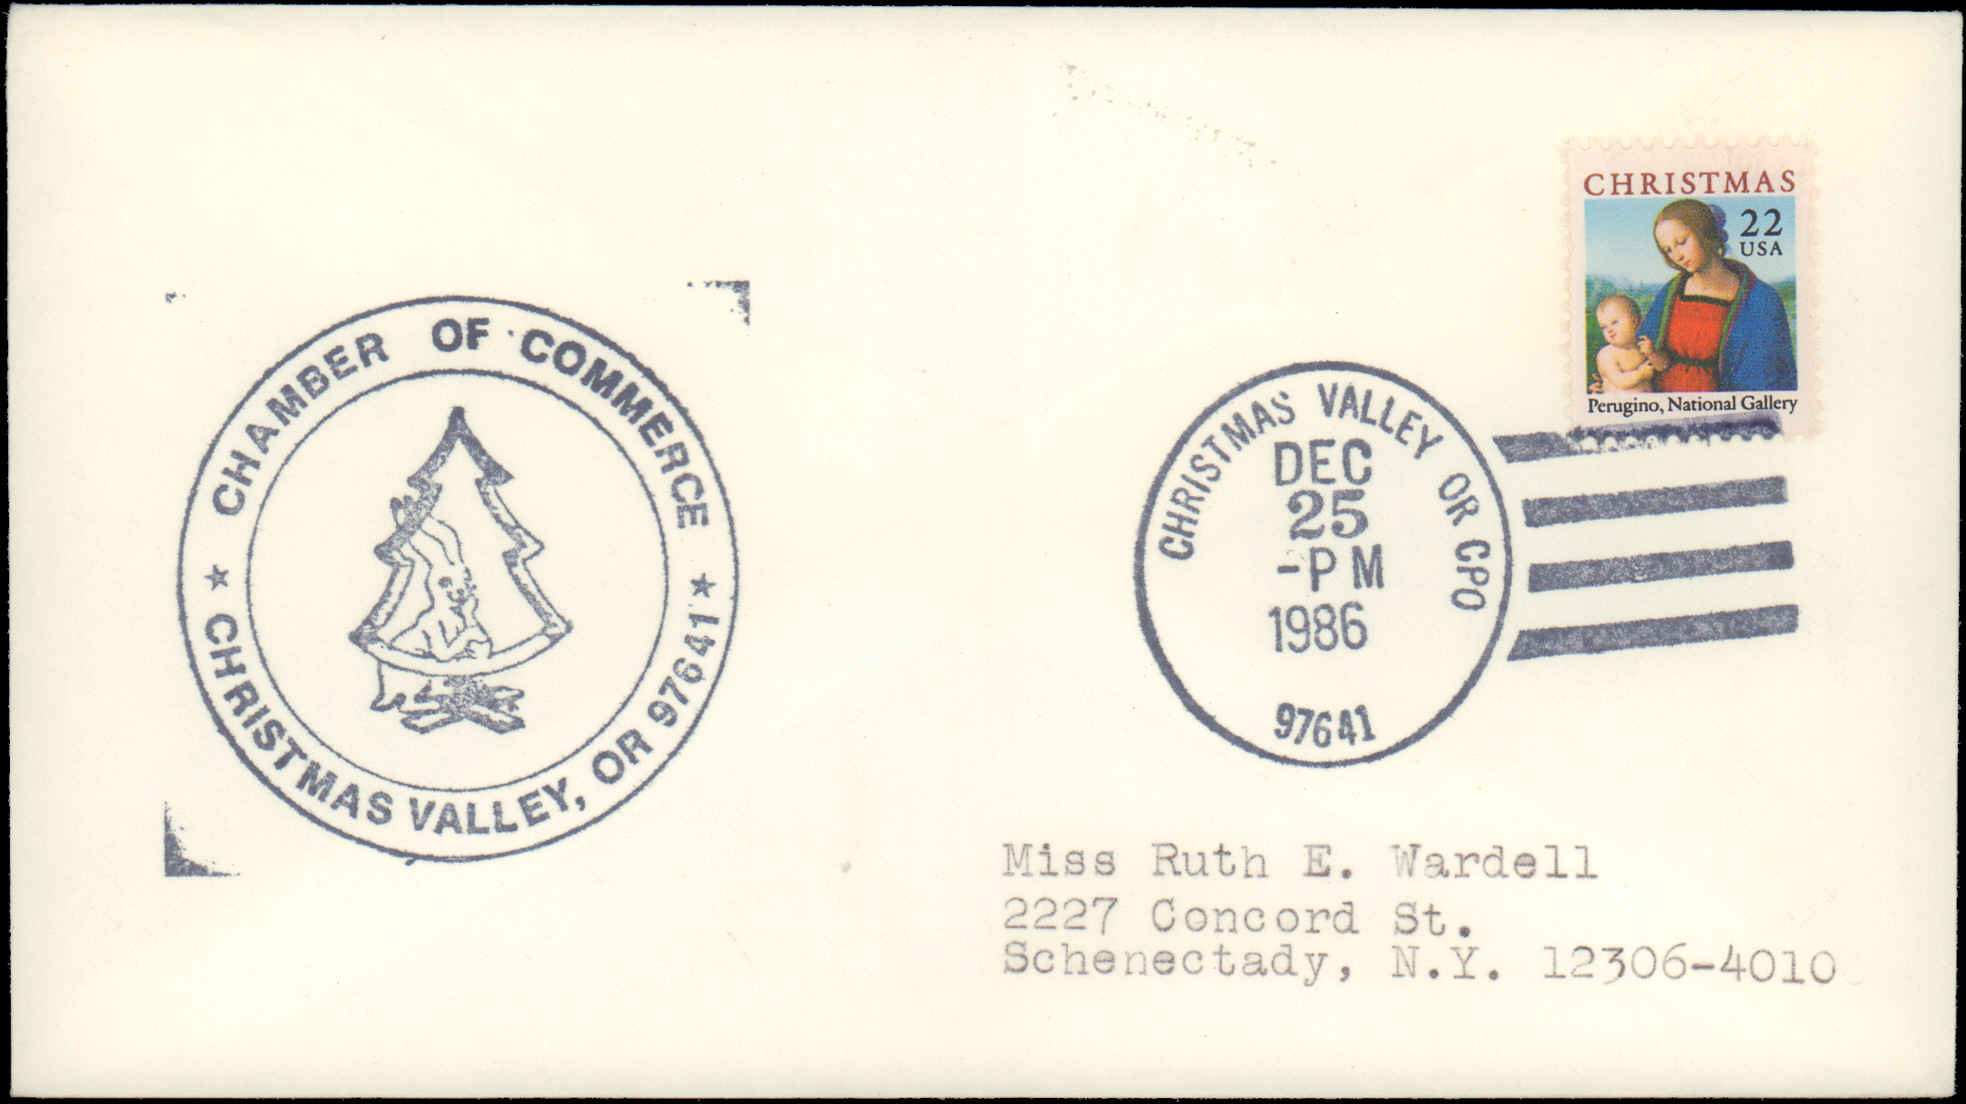 CHAMBER OF COMMERCE
★ CHRISTMAS VALLEY, OR 97641 ★
CHRISTMAS
22
USA
Perugino, National Gallery
CHRISTMAS VALLEY OR CPO
DEC
25
-PM
1986
97641
Miss Ruth E. Wardell
2227 Concord St.
Schenectady, N.Y. 12306-4010